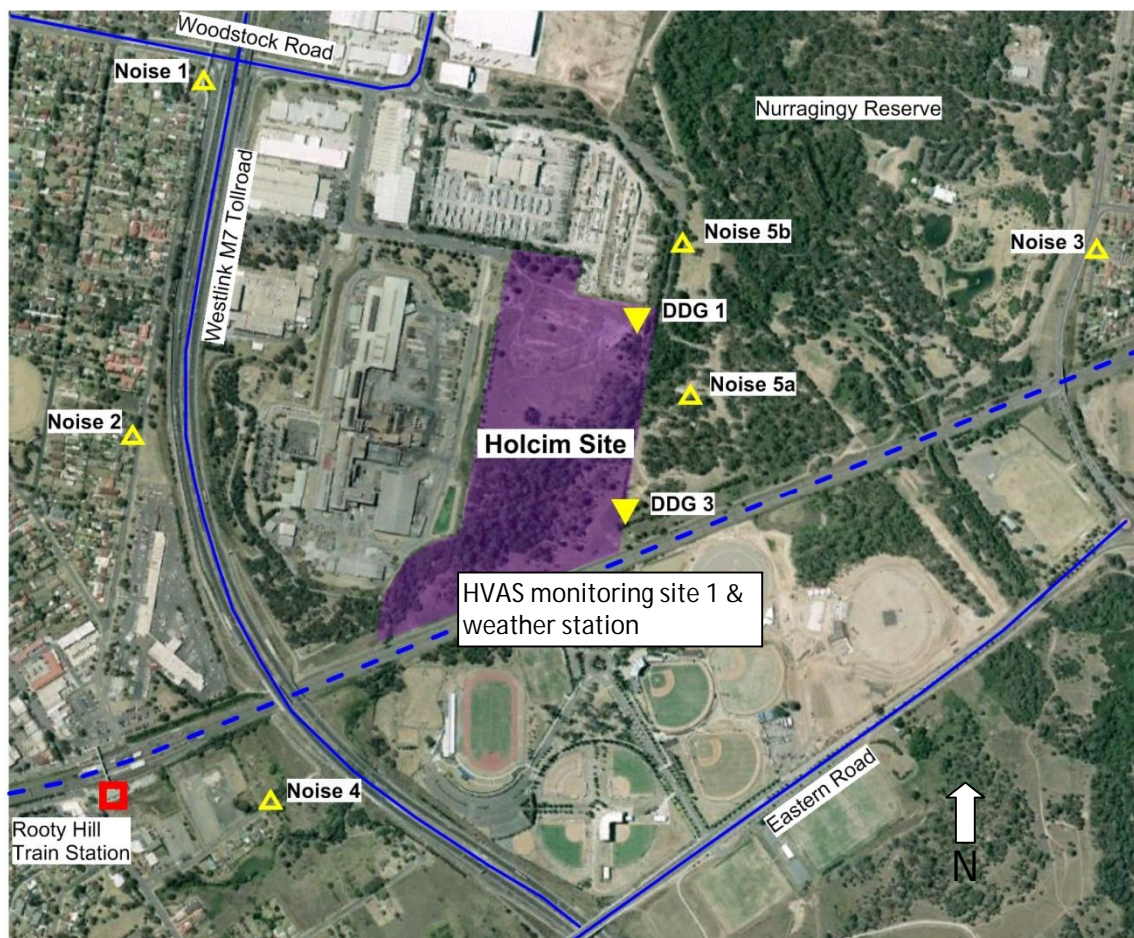 Woodstock Road
Noise 1
Nurragingy Reserve
Westlink M7 Tollroad
Noise 5b
Noise 3
DDG 1
Noise 5a
Noise 2
Holcim Site
DDG 3
HVAS monitoring site 1 &
weather station
Eastern Road
Noise 4
Rooty Hill
Train Station
N